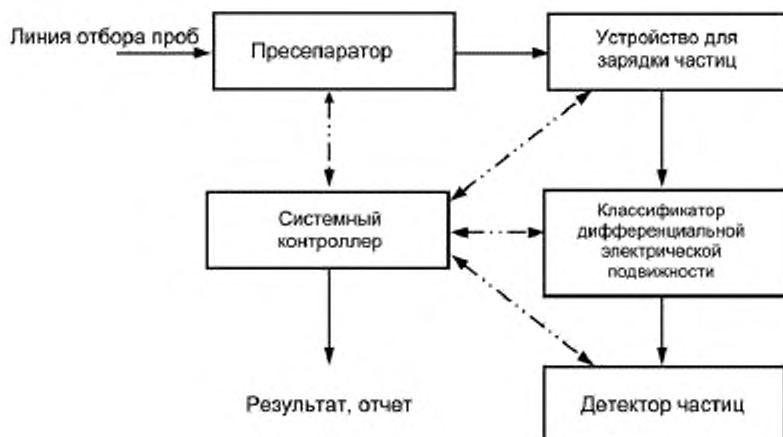 Линия отбора проб
Пресепаратор
Устройство для
зарядки частиц
Системный
контроллер
Классификатор
дифференциальной
электрической
подвижности
Результат, отчет
Детектор частиц